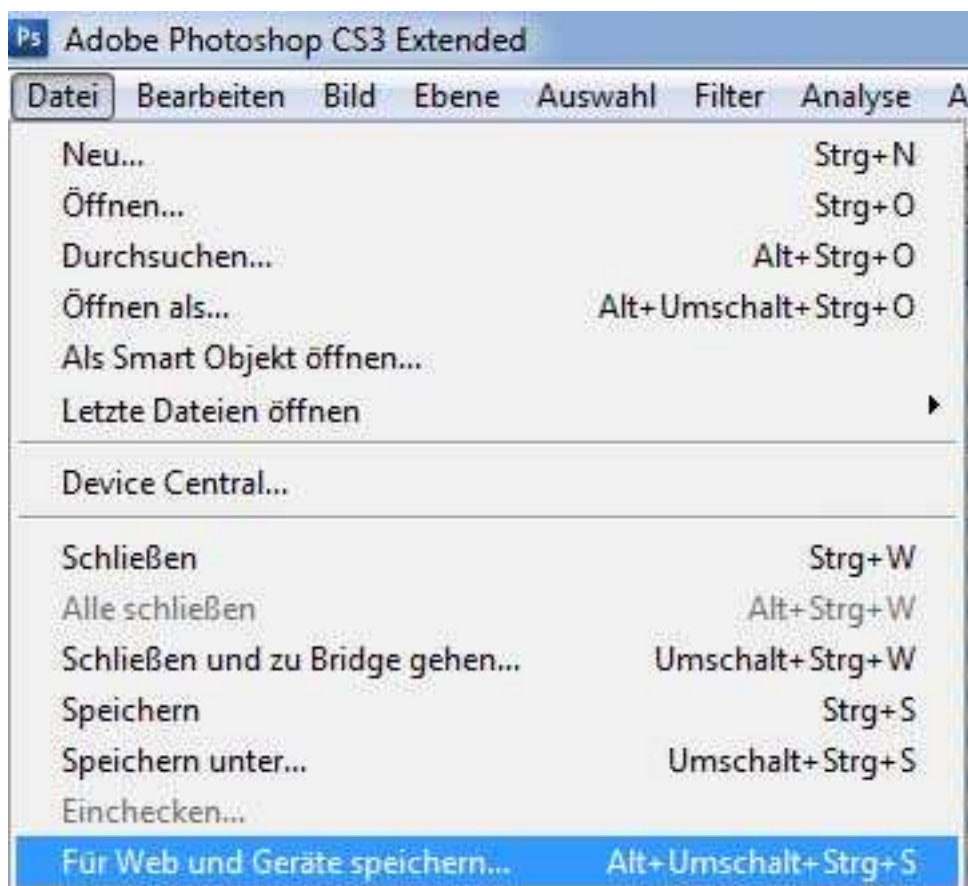 Ps Adobe Photoshop CS3 Extended
Datei Bearbeiten Bild Ebene Auswahl Filter Analyse A
Neu... Strg+N
Öffnen... Strg+O
Durchsuchen... Alt+Strg+O
Öffnen als... Alt+Umschalt+Strg+O
Als Smart Objekt öffnen...
Letzte Dateien öffnen
Device Central...
Schließen Strg+W
Alle schließen Alt+Strg+W
Schließen und zu Bridge gehen... Umschalt+Strg+W
Speichern Strg+S
Speichern unter... Umschalt+Strg+S
Einchecken...
Für Web und Geräte speichern... Alt+Umschalt+Strg+S